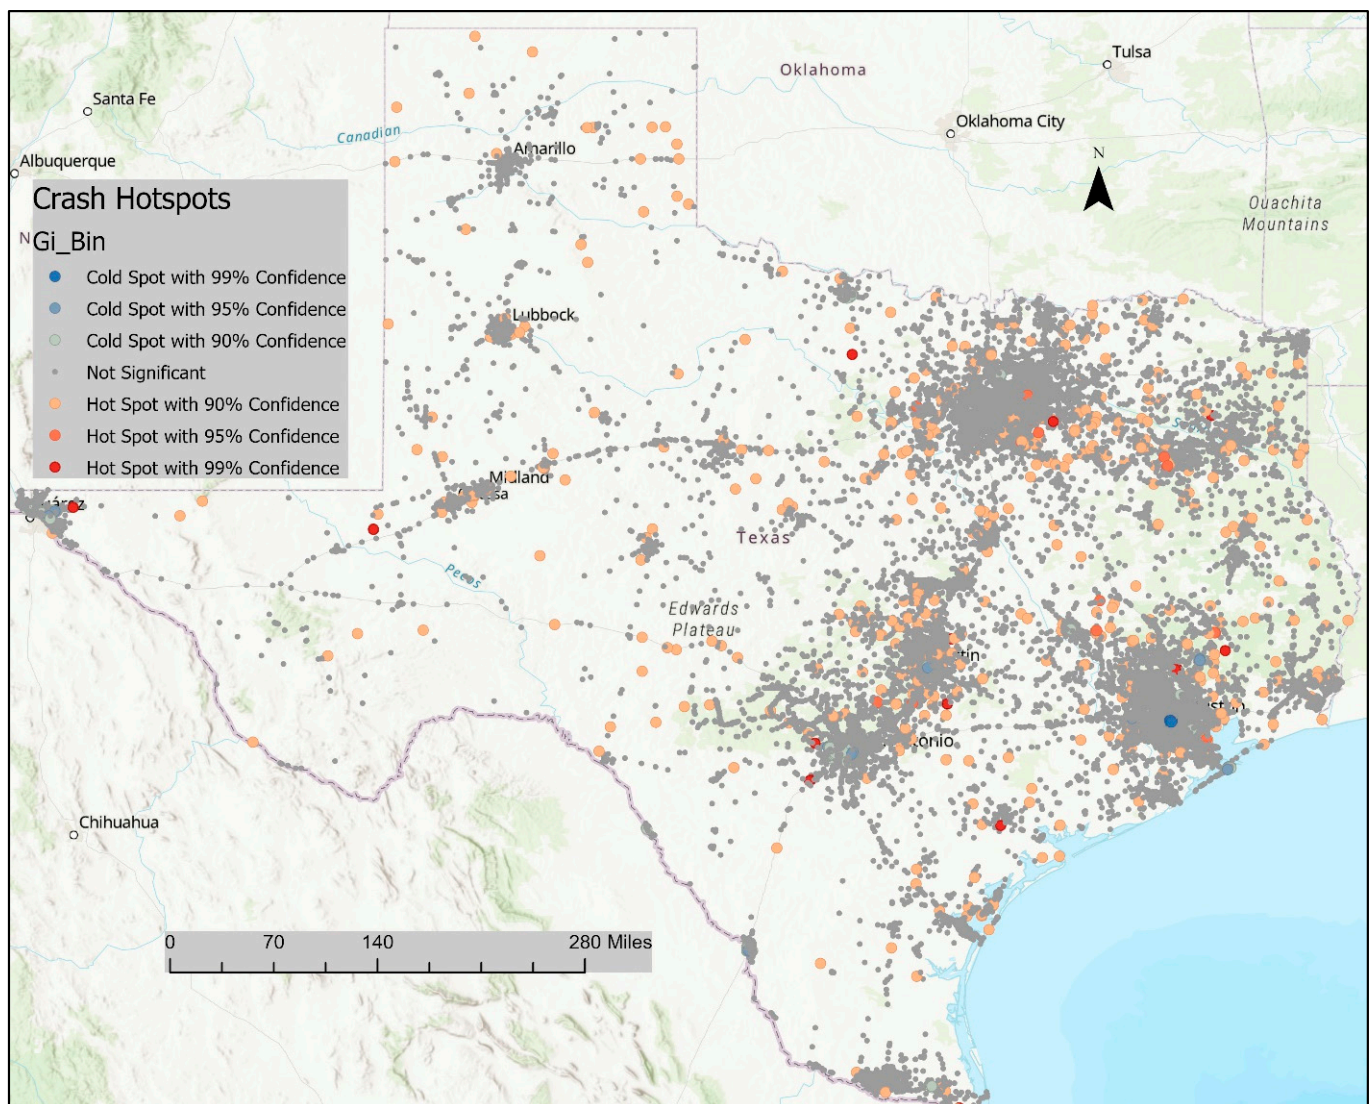 Tulsa
Oklahoma
Santa Fe
Oklahoma City
Canadian
Amarillo
Albuquerque
N
Crash Hotspots
Ouachita
Mountains
N
Gi_Bin
Cold Spot with 99% Confidence
Cold Spot with 95% Confidence
Lubbock
Cold Spot with 90% Confidence
Not Significant
Hot Spot with 90% Confidence
Hot Spot with 95% Confidence
Hot Spot with 99% Confidence
Midland
Texas
Pecos
Edwards
Plateau
Chihuahua
0 70 140 280 Miles